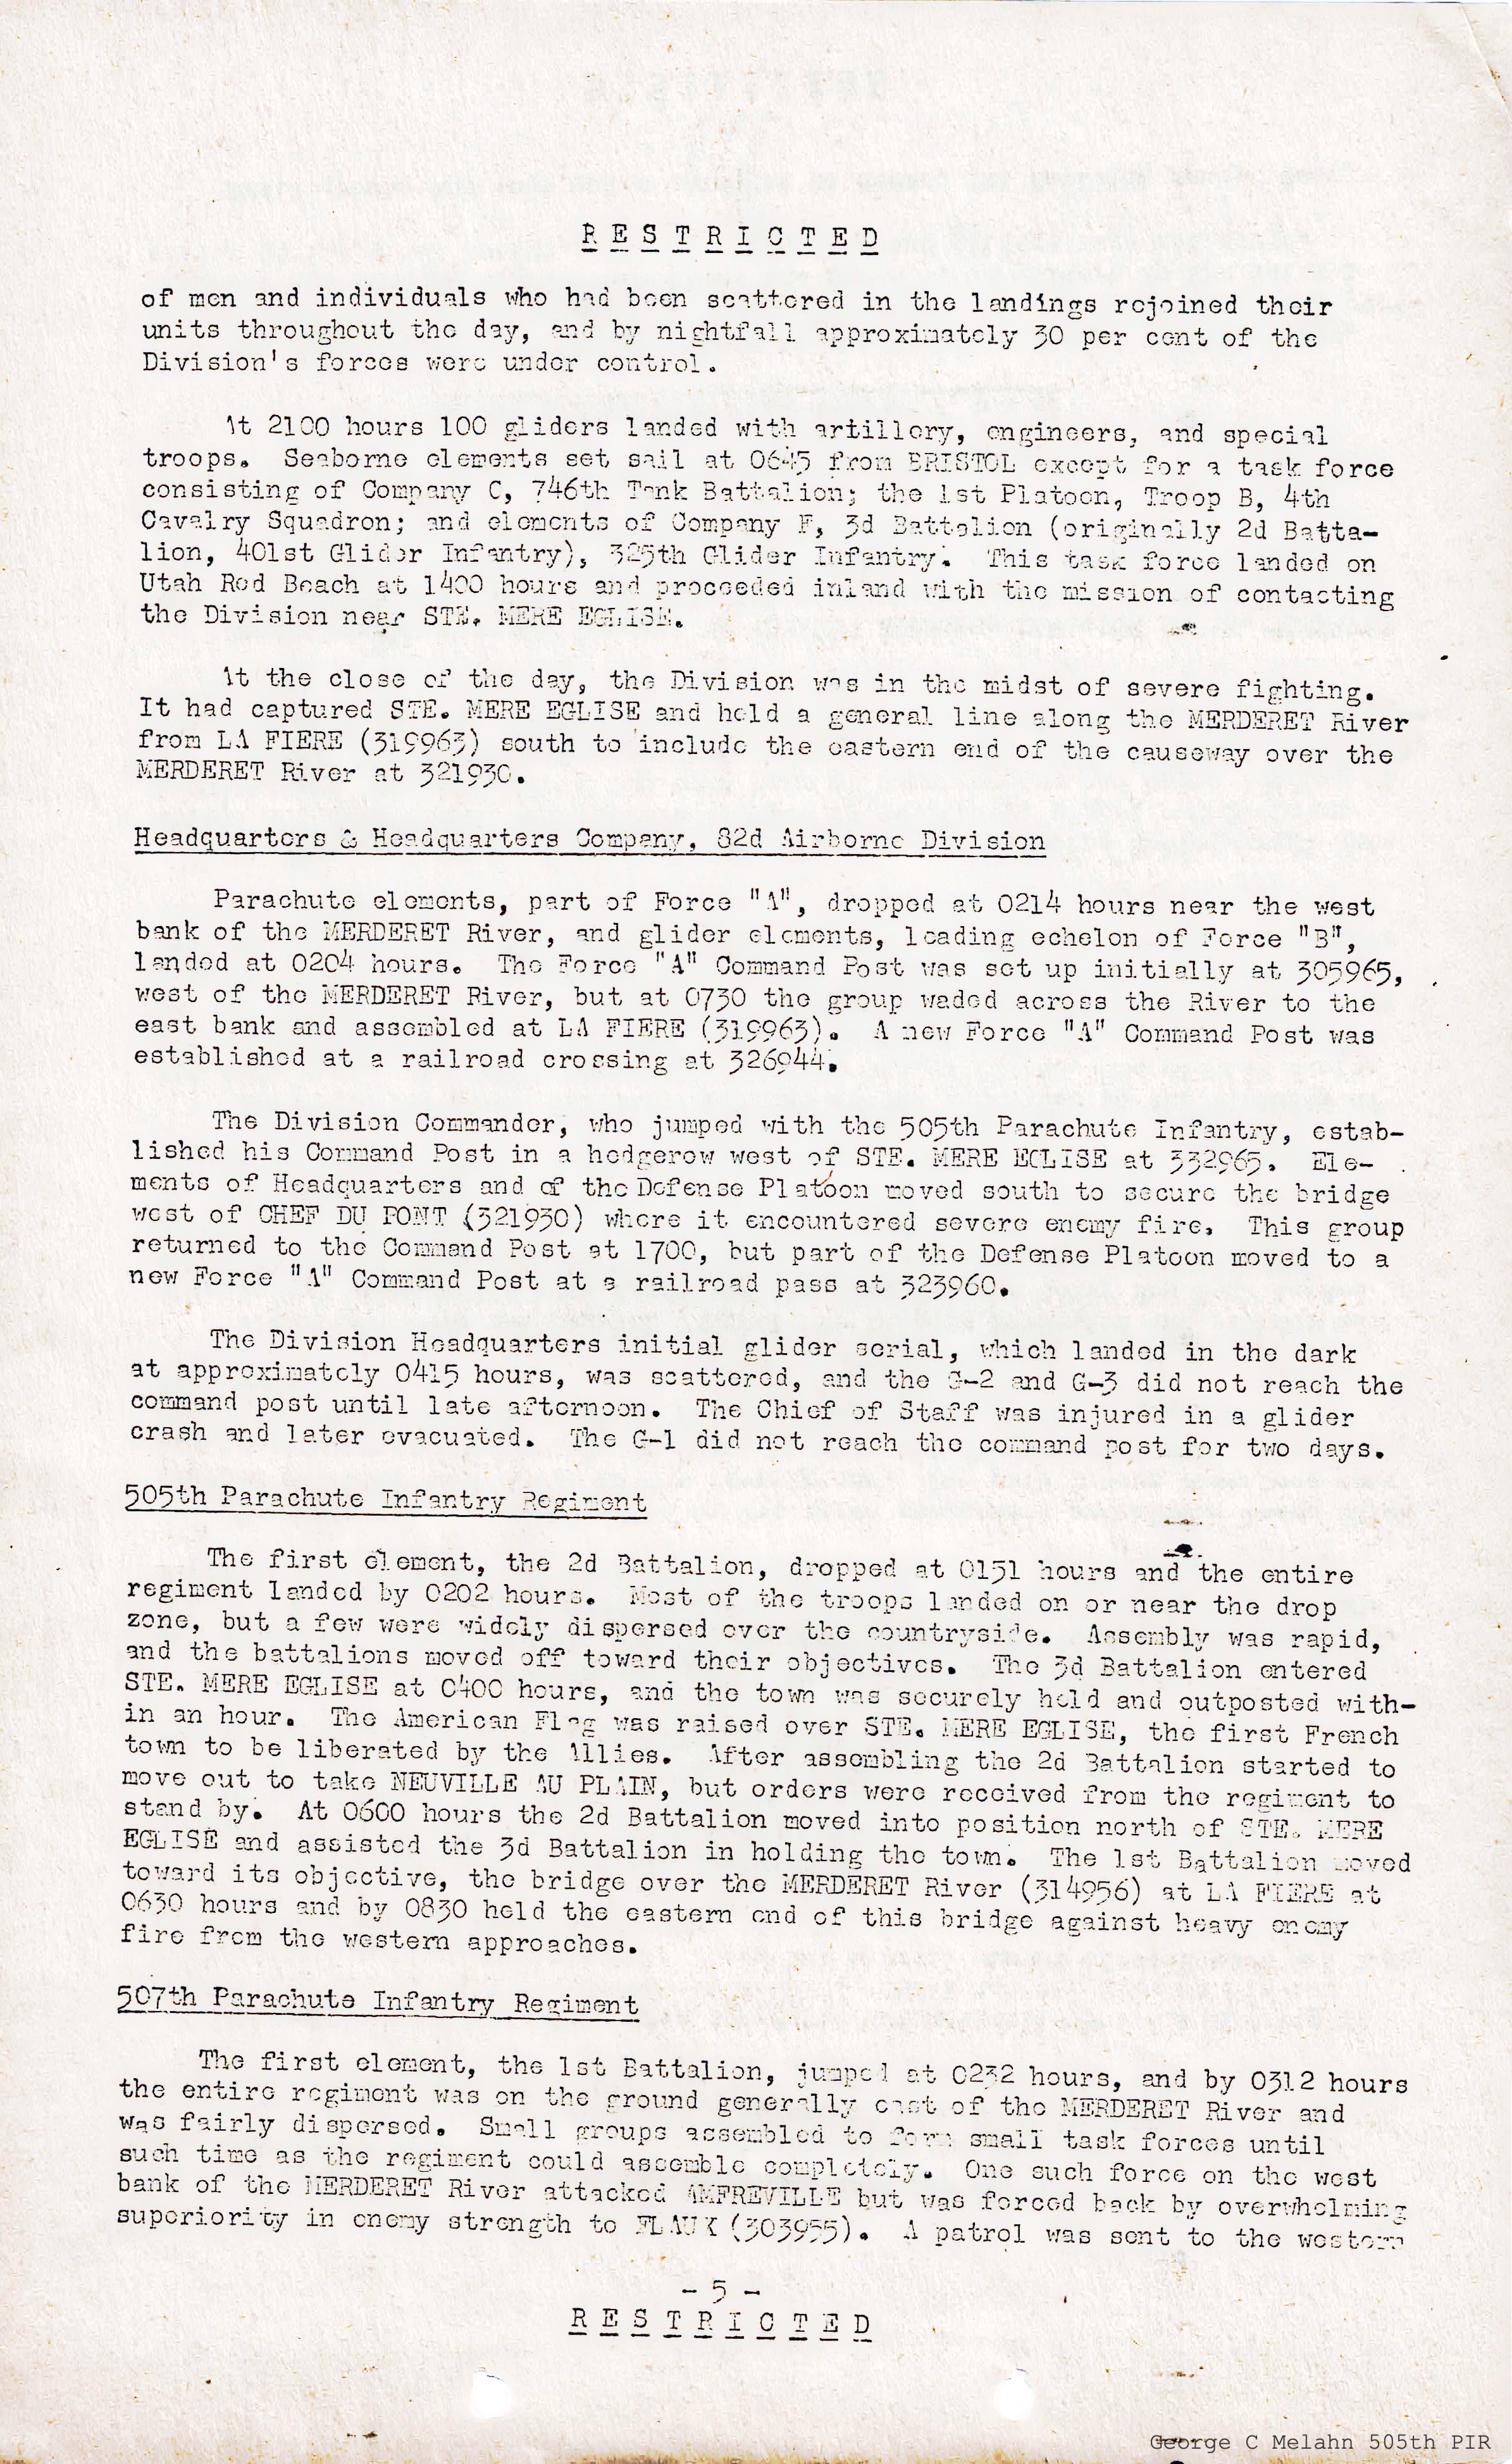 RESTRICTED
of men and individuals who had been scattered in the landings rejoined their
units throughout the day, and by nightfall approximately 30 per cent of the
Division's forces were under control.
At 2100 hours 100 gliders landed with artillery, engineers, and special
troops. Seaborne elements set sail at 0645 from BRISTOL except for a task force
consisting of Company C, 746th Tank Battalion; the 1st Platoon, Troop B, 4th
Cavalry Squadron; and elements of Company F, 3d Battalion (originally 2d Batta-
lion, 401st Glider Infantry), 325th Glider Infantry. This task force landed on
Utah Red Beach at 1400 hours and proceeded inland with the mission of contacting
the Division near STE. MERE EGLISE.
At the close of the day, the Division was in the midst of severe fighting.
It had captured STE. MERE EGLISE and held a general line along the MERDERET River
from LA FIERE (319963) south to include the eastern end of the causeway over the
MERDERET River at 321930.
Headquarters & Headquarters Company, 82d Airborne Division
Parachute elements, part of Force "A", dropped at 0214 hours near the west
bank of the MERDERET River, and glider elements, leading echelon of Force "B",
landed at 0204 hours. The Force "A" Command Post was set up initially at 305965,
west of the MERDERET River, but at 0730 the group waded across the River to the
east bank and assembled at LA FIERE (319963). A new Force "A" Command Post was
established at a railroad crossing at 326944.
The Division Commander, who jumped with the 505th Parachute Infantry, estab-
lished his Command Post in a hedgerow west of STE. MERE EGLISE at 332965. Ele-
ments of Headquarters and of the Defense Platoon moved south to secure the bridge
west of CHEF DU PONT (321930) where it encountered severe enemy fire. This group
returned to the Command Post at 1700, but part of the Defense Platoon moved to a
new Force "A" Command Post at a railroad pass at 323960.
The Division Headquarters initial glider serial, which landed in the dark
at approximately 0415 hours, was scattered, and the G-2 and G-3 did not reach the
command post until late afternoon. The Chief of Staff was injured in a glider
crash and later evacuated. The G-1 did not reach the command post for two days.
505th Parachute Infantry Regiment
The first element, the 2d Battalion, dropped at 0151 hours and the entire
regiment landed by 0202 hours. Most of the troops landed on or near the drop
zone, but a few were widely dispersed over the countryside. Assembly was rapid,
and the battalions moved off toward their objectives. The 3d Battalion entered
STE. MERE EGLISE at 0400 hours, and the town was securely held and outposted with-
in an hour. The American Flag was raised over STE. MERE EGLISE, the first French
town to be liberated by the Allies. After assembling the 2d Battalion started to
move out to take NEUVILLE AU PLAIN, but orders were received from the regiment to
stand by. At 0600 hours the 2d Battalion moved into position north of STE. MERE
EGLISE and assisted the 3d Battalion in holding the town. The 1st Battalion moved
toward its objective, the bridge over the MERDERET River (314956) at LA FIERE at
0630 hours and by 0830 held the eastern end of this bridge against heavy enemy
fire from the western approaches.
507th Parachute Infantry Regiment
The first element, the 1st Battalion, jumped at 0232 hours, and by 0312 hours
the entire regiment was on the ground generally east of the MERDERET River and
was fairly dispersed. Small groups assembled to form small task forces until
such time as the regiment could assemble completely. One such force on the west
bank of the MERDERET River attacked AMFREVILLE but was forced back by overwhelming
superiority in enemy strength to FLAUX (303955). A patrol was sent to the western
- 5 -
RESTRICTED
George C Melahn 505th PIR